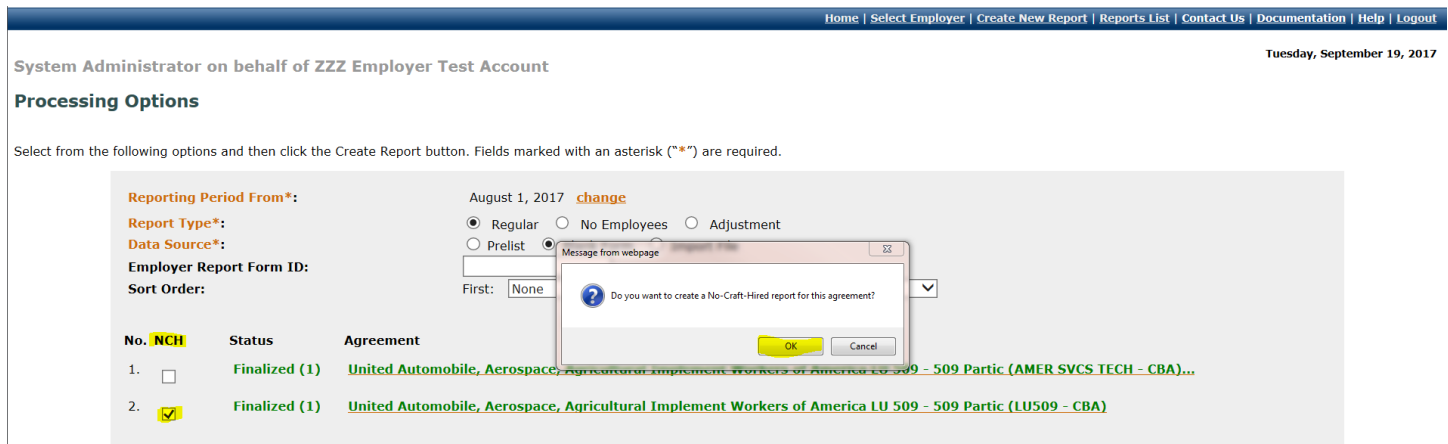 Home | Select Employer | Create New Report | Reports List | Contact Us | Documentation | Help | Logout
Tuesday, September 19, 2017
System Administrator on behalf of ZZZ Employer Test Account
Processing Options
Select from the following options and then click the Create Report button. Fields marked with an asterisk ("*") are required.
Reporting Period From*: August 1, 2017 change
Report Type*: Regular No Employees Adjustment
Data Source*: Prelist Import File
Message from webpage
Employer Report Form ID:
Sort Order: First: None
Do you want to create a No-Craft-Hired report for this agreement?
OK Cancel
No. NCH Status Agreement
1. Finalized (1) United Automobile, Aerospace, Agricultural Implement Workers of America LU 509 - 509 Partic (AMER SVCS TECH - CBA)...
2. Finalized (1) United Automobile, Aerospace, Agricultural Implement Workers of America LU 509 - 509 Partic (LU509 - CBA)